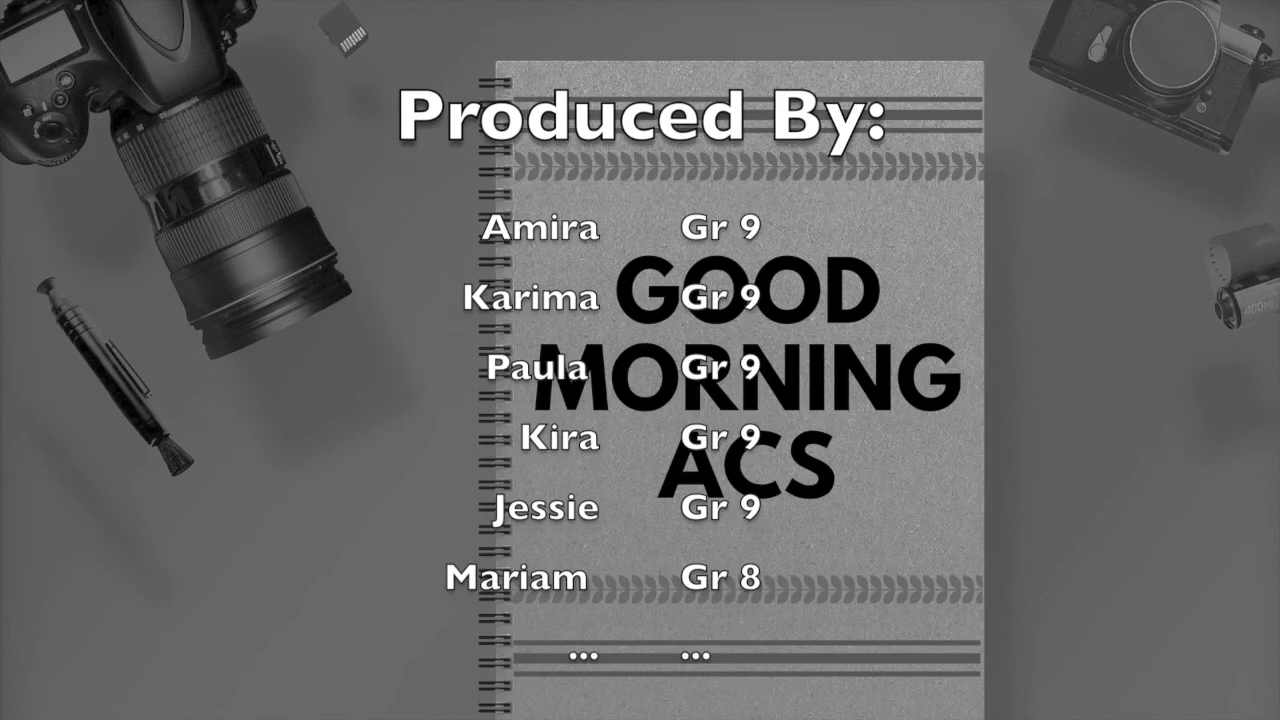 Produced By:
Amira Gr 9
Karima Gr 9
Paula Gr 9
Kira Gr 9
Jessie Gr 9
Mariam Gr 8
... ...
GOOD
MORNING
ACS